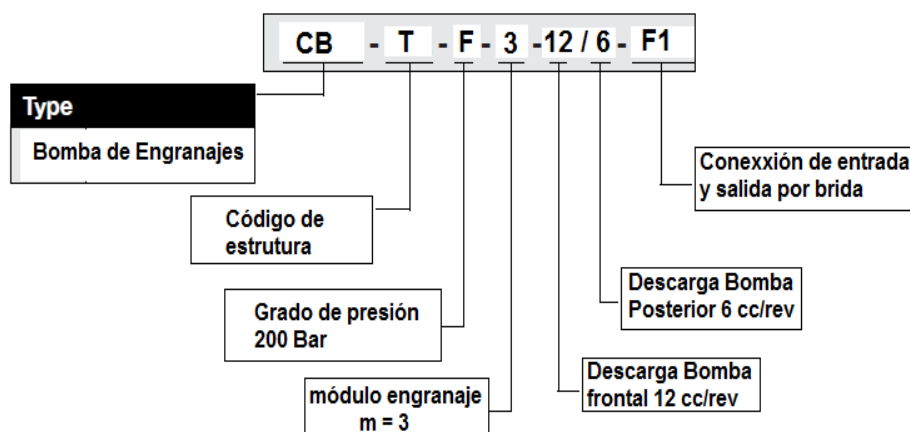 CB - T - F - 3 -12 / 6 - F1
Type
Bomba de Engranajes
Conexxión de entrada
y salida por brida
Código de
estrutura
Descarga Bomba
Posterior 6 cc/rev
Grado de presión
200 Bar
Descarga Bomba
frontal 12 cc/rev
módulo engranaje
m = 3